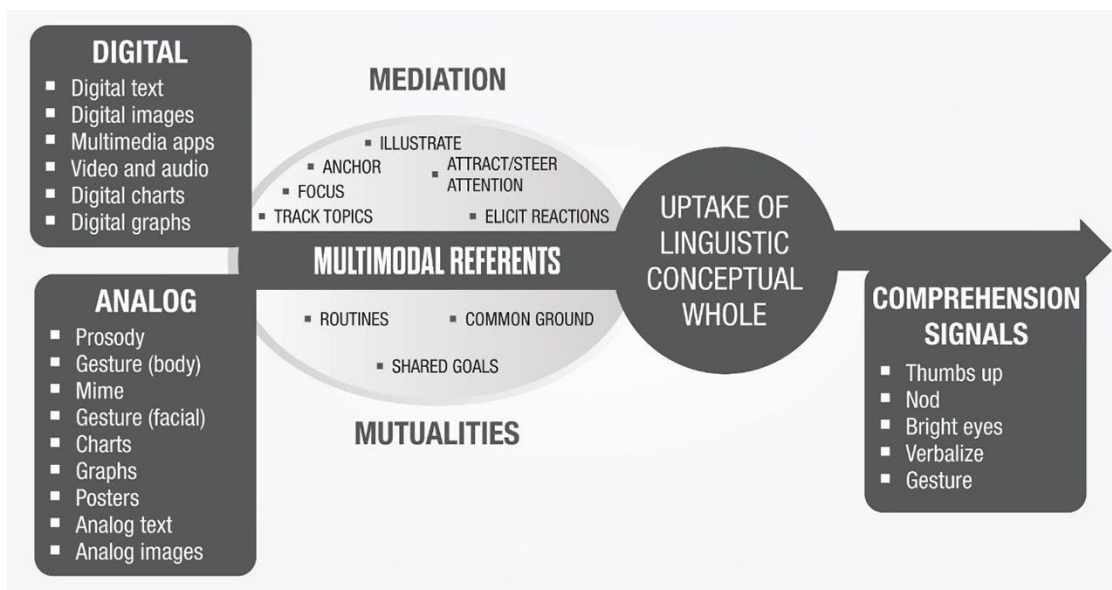 DIGITAL
Digital text
Digital images
Multimedia apps
Video and audio
Digital charts
Digital graphs
ANALOG
Prosody
Gesture (body)
Mime
Gesture (facial)
Charts
Graphs
Posters
Analog text
Analog images
MEDIATION
ILLUSTRATE
ANCHOR
ATTRACT/STEER
ATTENTION
FOCUS
TRACK TOPICS
ELICIT REACTIONS
MULTIMODAL REFERENTS
ROUTINES
COMMON GROUND
SHARED GOALS
MUTUALITIES
UPTAKE OF
LINGUISTIC
CONCEPTUAL
WHOLE
COMPREHENSION
SIGNALS
Thumbs up
Nod
Bright eyes
Verbalize
Gesture